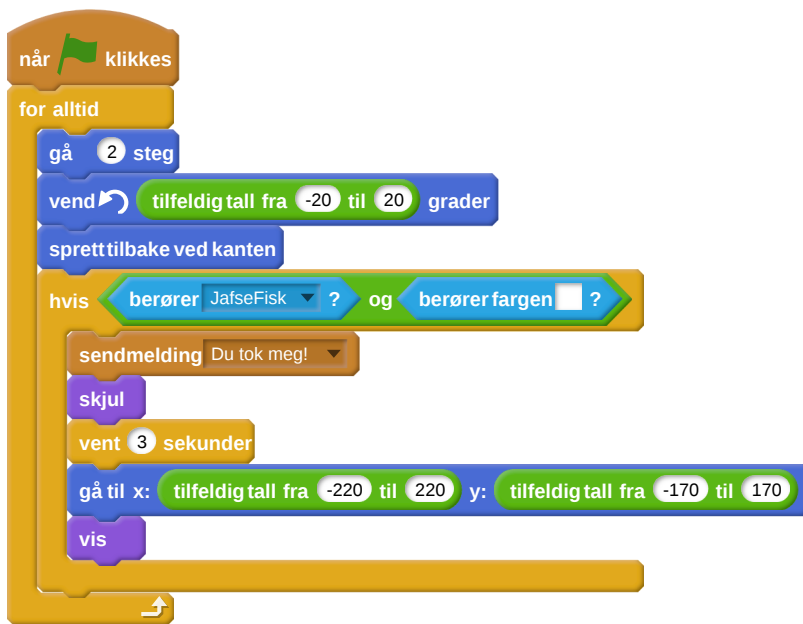 når klikkes
for alltid
gå 2 steg
vend tilfeldig tall fra -20 til 20 grader
sprett tilbake ved kanten
hvis berører JafseFisk ? og berører fargen ?
sendmelding Du tok meg!
skjul
vent 3 sekunder
gå til x: tilfeldig tall fra -220 til 220 y: tilfeldig tall fra -170 til 170
vis